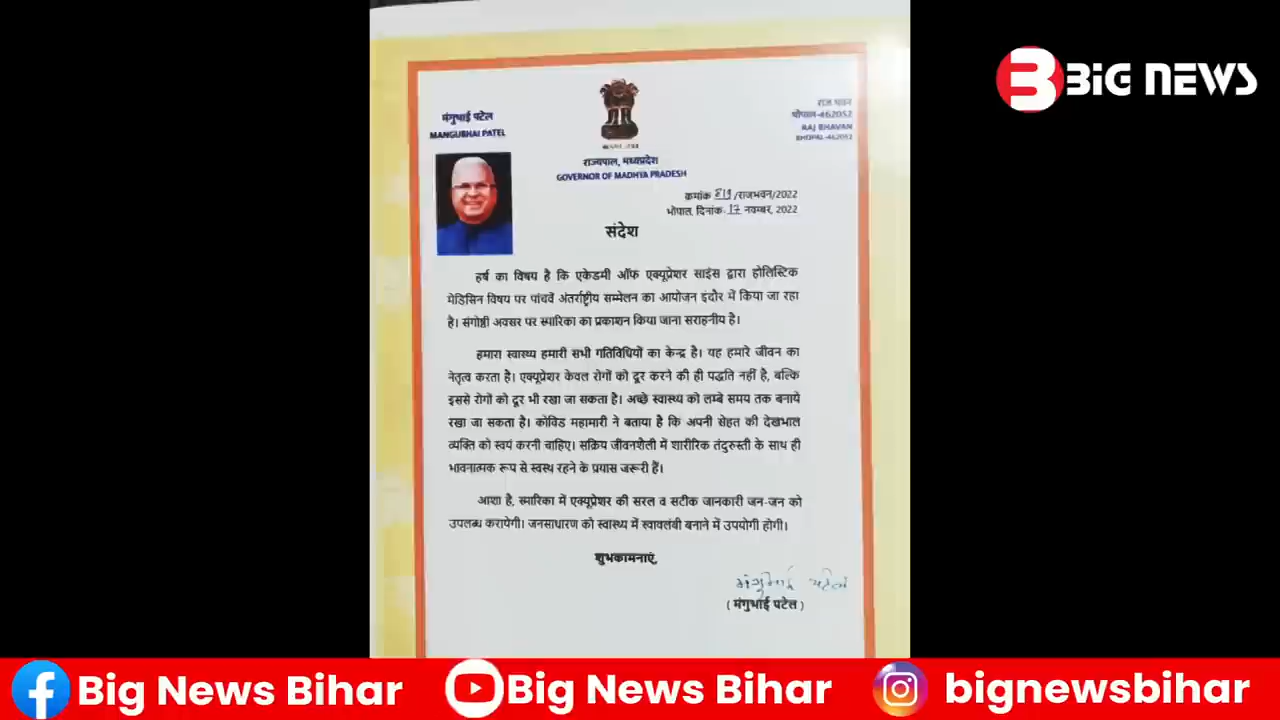 BiG NEWS
मंगुभाई पटेल
MANGUBHAI PATEL
राज्यपाल, मध्यप्रदेश
GOVERNOR OF MADHYA PRADESH
राज भवन
भोपाल-462052
RAJ BHAVAN
BHOPAL-462052
क्रमांक /राजभवन/2022
भोपाल, दिनांक- 17 नवम्बर, 2022
संदेश
हर्ष का विषय है कि एकेडमी ऑफ एक्यूप्रेशर साइंस द्वारा होलिस्टिक
मेडिसिन विषय पर पांचवें अंतर्राष्ट्रीय सम्मेलन का आयोजन इंदौर में किया जा रहा
है। संगोष्ठी अवसर पर स्मारिका का प्रकाशन किया जाना सराहनीय है।
हमारा स्वास्थ्य हमारी सभी गतिविधियों का केन्द्र है। यह हमारे जीवन का
नेतृत्व करता है। एक्यूप्रेशर केवल रोगों को दूर करने की ही पद्धति नहीं है, बल्कि
इससे रोगों को दूर भी रखा जा सकता है। अच्छे स्वास्थ्य को लम्बे समय तक बनाये
रखा जा सकता है। कोविड महामारी ने बताया है कि अपनी सेहत की देखभाल
व्यक्ति को स्वयं करनी चाहिए। सक्रिय जीवनशैली में शारीरिक तंदुरुस्ती के साथ ही
भावनात्मक रूप से स्वस्थ रहने के प्रयास जरूरी हैं।
आशा है, स्मारिका में एक्यूप्रेशर की सरल व सटीक जानकारी जन-जन को
उपलब्ध करायेगी। जनसाधारण को स्वास्थ्य में स्वावलंबी बनाने में उपयोगी होगी।
शुभकामनाएं,
मंगुभाई पटेल
( मंगुभाई पटेल )
Big News Bihar
Big News Bihar
bignewsbihar